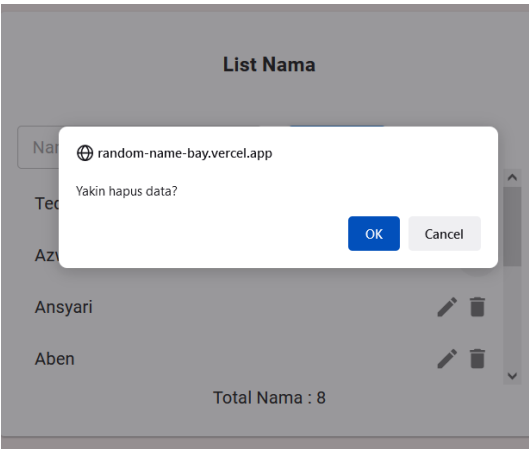 List Nama
random-name-bay.vercel.app
Yakin hapus data?
OK Cancel
Ansyari
Aben
Total Nama : 8